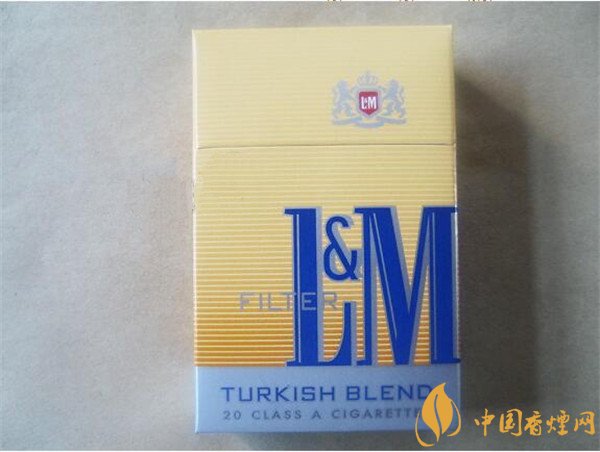 L&M
L&M
FILTER
TURKISH BLEND
20 CLASS A CIGARETTE
中国香烟网